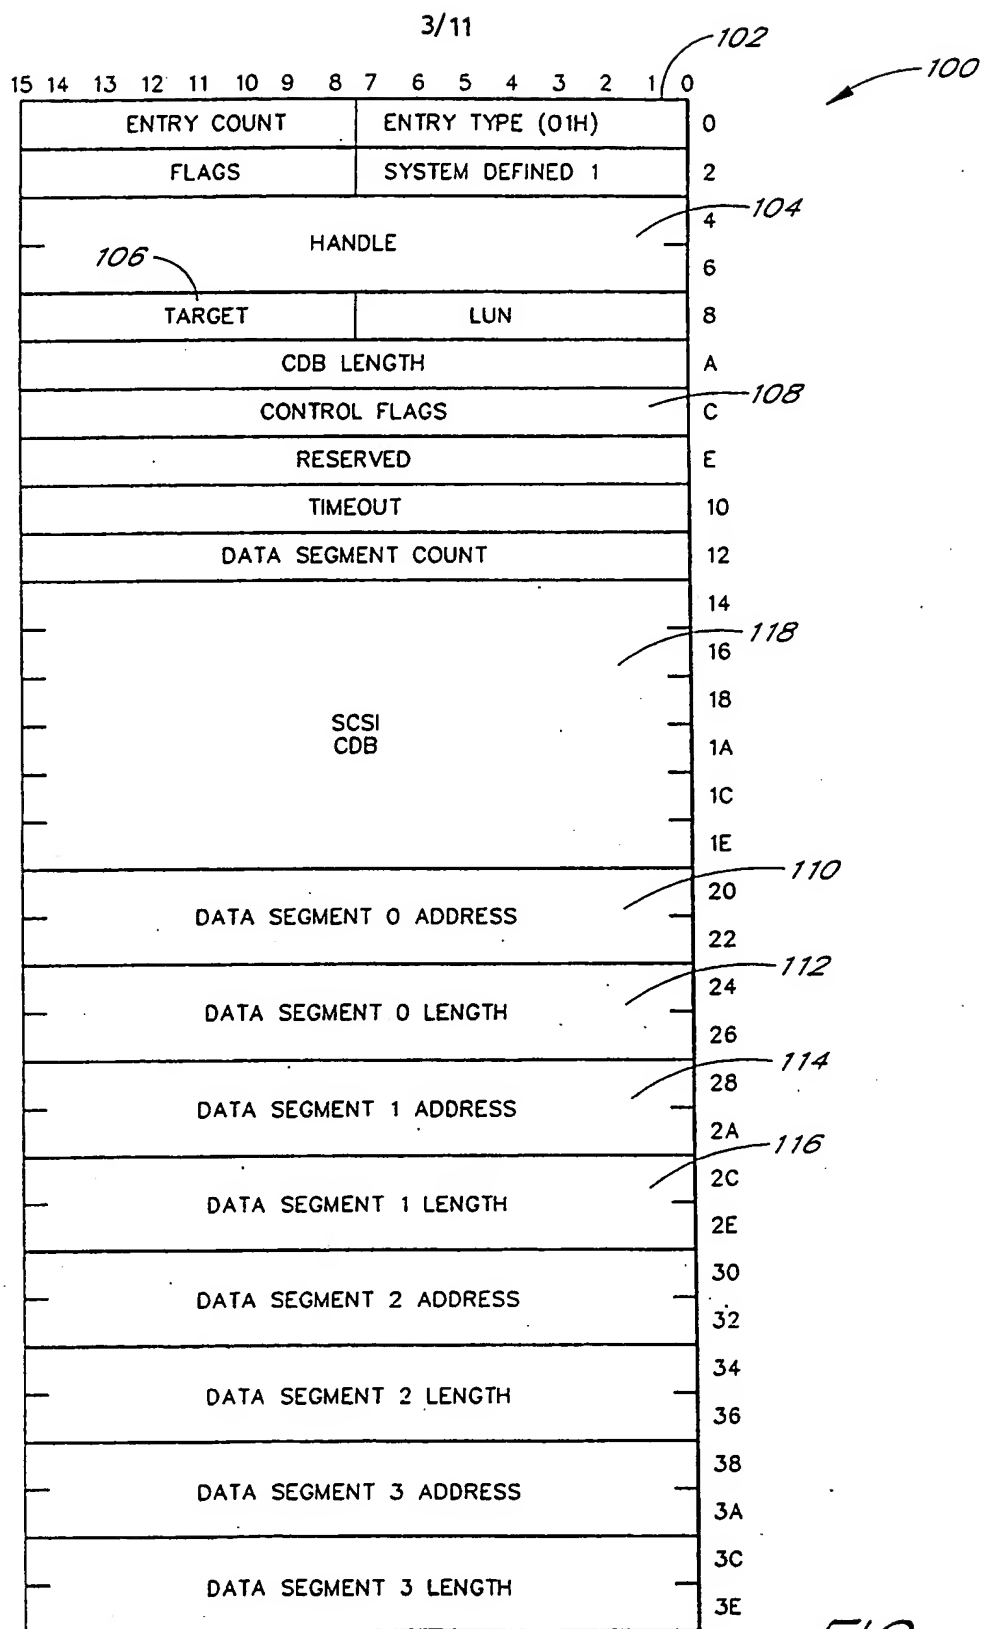 3/11
102
100
15 14 13 12 11 10 9 8 7 6 5 4 3 2 1 0
ENTRY COUNT ENTRY TYPE (01H) 0
FLAGS SYSTEM DEFINED 1 2
4 104
HANDLE
106
6
TARGET LUN 8
CDB LENGTH A
108
CONTROL FLAGS C
RESERVED E
TIMEOUT 10
DATA SEGMENT COUNT 12
14
118
16
18
SCSI
CDB
1A
1C
1E
110
20
DATA SEGMENT 0 ADDRESS
22
112
24
DATA SEGMENT 0 LENGTH
26
114
28
DATA SEGMENT 1 ADDRESS
2A
116
2C
DATA SEGMENT 1 LENGTH
2E
30
DATA SEGMENT 2 ADDRESS
32
34
DATA SEGMENT 2 LENGTH
36
38
DATA SEGMENT 3 ADDRESS
3A
3C
DATA SEGMENT 3 LENGTH
3E